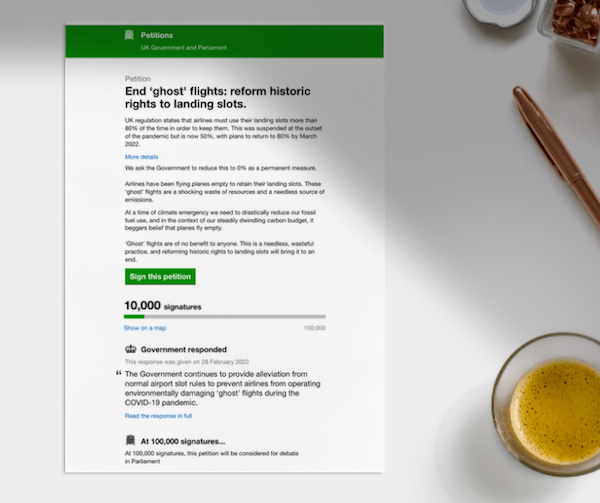 Petitions
UK Government and Parliament
Petition
End ‘ghost’ flights: reform historic
rights to landing slots.
UK regulation states that airlines must use their landing slots more than
80% of the time in order to keep them. This was suspended at the outset
of the pandemic but is now 50%, with plans to return to 80% by March
2022.
More details
We ask the Government to reduce this to 0% as a permanent measure.
Airlines have been flying planes empty to retain their landing slots. These
‘ghost’ flights are a shocking waste of resources and a needless source of
emissions.
At a time of climate emergency we need to drastically reduce our fossil
fuel use, and in the context of our steadily dwindling carbon budget, it
beggers belief that planes fly empty.
‘Ghost’ flights are of no benefit to anyone. This is a needless, wasteful
practice, and reforming historic rights to landing slots will bring it to an
end.
Sign this petition
10,000 signatures
Show on a map 100,000
Government responded
This response was given on 28 February 2022
“ The Government continues to provide alleviation from
normal airport slot rules to prevent airlines from operating
environmentally damaging ‘ghost’ flights during the
COVID-19 pandemic.
Read the response in full
At 100,000 signatures...
At 100,000 signatures, this petition will be considered for debate
in Parliament